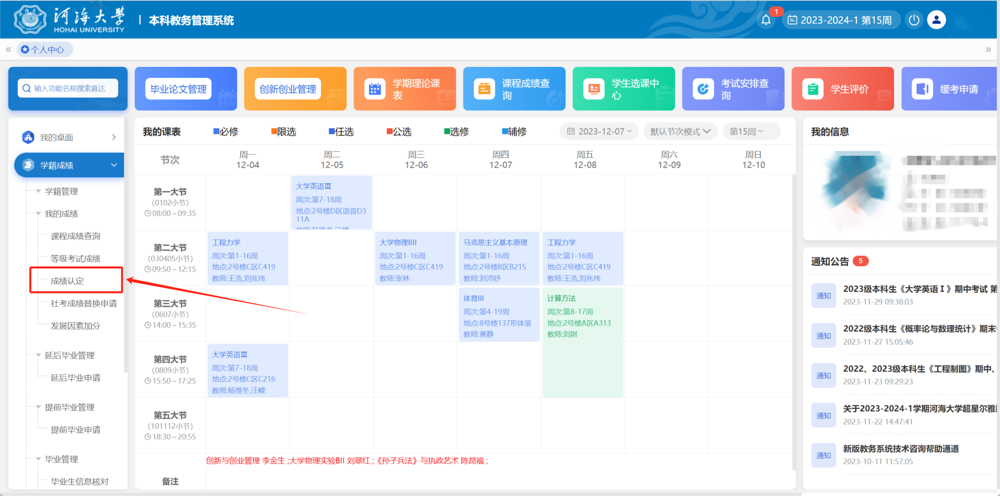 河海大学
HOHAI UNIVERSITY
本科教务管理系统
1
2023-2024-1 第15周
个人中心
输入功能名称搜索直达
毕业论文管理
创新创业管理
学期理论课
表
课程成绩查
询
学生选课中
心
考试安排查
询
学生评价
缓考申请
我的桌面
学籍成绩
学籍管理
我的成绩
课程成绩查询
等级考试成绩
成绩认定
社考成绩替换申请
发展因素加分
延后毕业管理
延后毕业申请
提前毕业管理
提前毕业申请
毕业管理
毕业生信息核对
我的课表
必修
限选
任选
公选
选修
辅修
2023-12-07
默认节次模式
第15周
节次
周一
12-04
周二
12-05
周三
12-06
周四
12-07
周五
12-08
周六
12-09
周日
12-10
第一大节
(0102小节)
08:00～09:35
大学英语Ⅲ
周次:第7-18周
地点:2号楼D区语音D3
11A
第二大节
(030405小节)
09:50～12:15
工程力学
周次:第1-16周
地点:2号楼C区C419
教师:王浩,刘兆玮
大学物理BII
周次:第1-16周
地点:2号楼C区C419
教师:张林
马克思主义基本原理
周次:第1-16周
地点:2号楼B区B215
教师:刘沛妤
工程力学
周次:第1-16周
地点:2号楼C区C419
教师:王浩,刘兆玮
第三大节
(0607小节)
14:00～15:35
体育III
周次:第4-19周
地点:8号楼137形体室
教师:黄静
计算方法
周次:第8-17周
地点:2号楼A区A313
教师:刘尉
第四大节
(0809小节)
15:50～17:25
大学英语Ⅲ
周次:第7-18周
地点:2号楼C区C216
教师:杨维冬,汪嵘
第五大节
(101112小节)
18:30～20:55
创新与创业管理 李金生 ;大学物理实验BII 刘翠红 ;《孙子兵法》与执政艺术 陈昆福 ;
备注
我的信息
通知公告 5
通知
2023级本科生《大学英语Ⅰ》期中考试 第
2023-11-29 09:38:03
通知
2022级本科生《概率论与数理统计》期末
2023-11-27 15:05:46
通知
2022、2023级本科生《工程制图》期中、
2023-11-23 09:29:23
通知
关于2023-2024-1学期河海大学超星尔雅
2023-11-22 14:47:41
通知
新版教务系统技术咨询帮助通道
2023-10-11 11:57:05